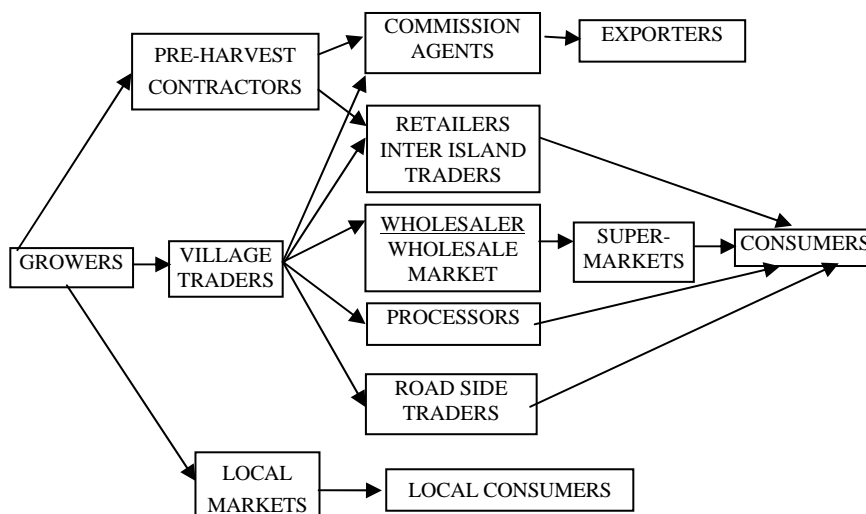 COMMISSION
AGENTS
EXPORTERS
PRE-HARVEST
CONTRACTORS
RETAILERS
INTER ISLAND
TRADERS
GROWERS
VILLAGE
TRADERS
WHOLESALER
WHOLESALE
MARKET
SUPER-
MARKETS
CONSUMERS
PROCESSORS
ROAD SIDE
TRADERS
LOCAL
MARKETS
LOCAL CONSUMERS